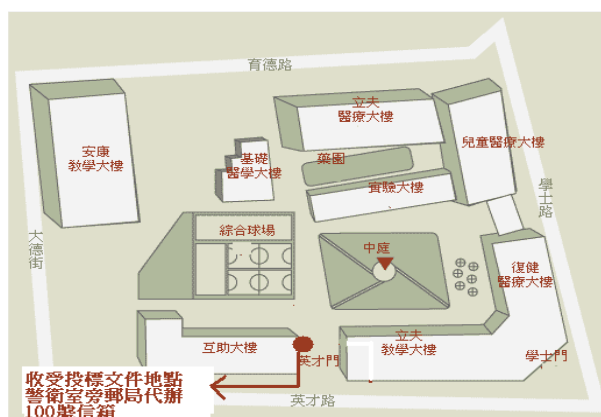 育德路
立夫
醫療大樓
兒童醫療大樓
安康
教學大樓
基礎
醫學大樓
藥園
實驗大樓
學士路
大德街
綜合球場
中庭
復健
醫療大樓
互助大樓
英才門
立夫
教學大樓
學士門
收受投標文件地點
警衛室旁郵局代辦
100號信箱
英才路